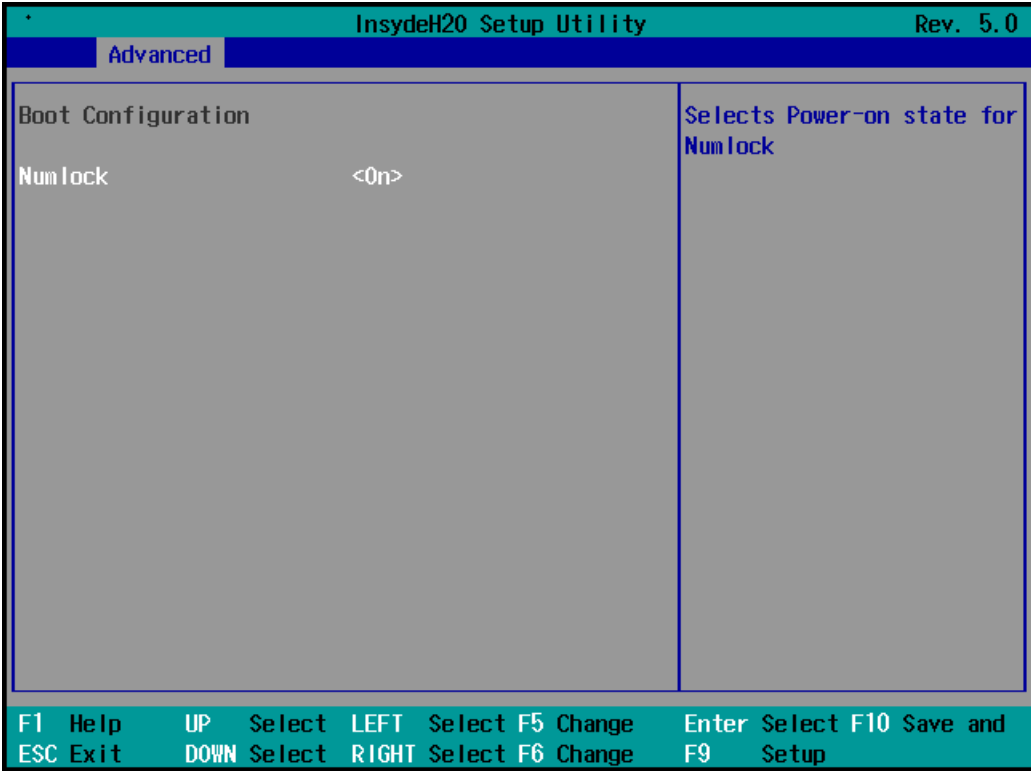 InsydeH20 Setup Utility Rev. 5.0
Advanced
Boot Configuration
Numlock <On>
Selects Power-on state for
Numlock
F1 Help UP Select LEFT Select F5 Change Enter Select F10 Save and
ESC Exit DOWN Select RIGHT Select F6 Change F9 Setup